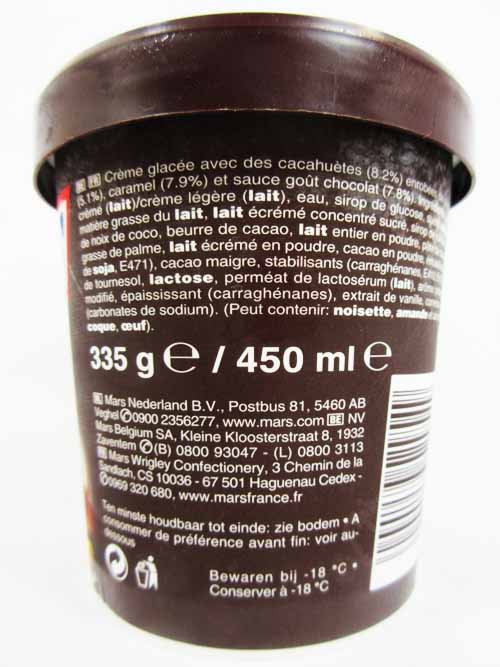 BE FR Crème glacée avec des cacahuètes (8.2%) enrobées
(5.1%), caramel (7.9%) et sauce goût chocolat (7.8%).
crème (lait)/crème légère (lait), eau, sirop de glucose,
matière grasse du lait, lait écrémé concentré sucré,
de noix de coco, beurre de cacao, lait entier en poudre,
grasse de palme, lait écrémé en poudre, cacao en poudre,
de soja, E471), cacao maigre, stabilisants (carraghénanes,
de tournesol, lactose, perméat de lactosérum (lait),
modifié, épaississant (carraghénanes), extrait de vanille,
(carbonates de sodium). (Peut contenir: noisette, amande
coque, œuf).
335 g ℮ / 450 ml ℮
NL Mars Nederland B.V., Postbus 81, 5460 AB
Veghel ✆0900 2356277, www.mars.com BE NV
Mars Belgium SA, Kleine Kloosterstraat 8, 1932
Zaventem ✆(B) 0800 93047 - (L) 0800 3113
FR Mars Wrigley Confectionery, 3 Chemin de la
Sandlach, CS 10036 - 67 501 Haguenau Cedex -
✆0969 320 680, www.marsfrance.fr
Ten minste houdbaar tot einde: zie bodem • A
consommer de préférence avant fin: voir au-
dessous
Bewaren bij -18 °C •
Conserver à -18 °C